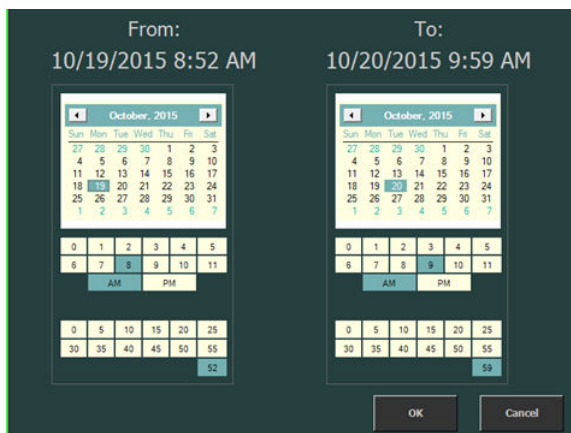 From:
10/19/2015 8:52 AM
October, 2015
Sun Mon Tue Wed Thu Fri Sat
27 28 29 30 1 2 3
4 5 6 7 8 9 10
11 12 13 14 15 16 17
18 19 20 21 22 23 24
25 26 27 28 29 30 31
1 2 3 4 5 6 7
0 1 2 3 4 5
6 7 8 9 10 11
AM PM
0 5 10 15 20 25
30 35 40 45 50 55
52
To:
10/20/2015 9:59 AM
October, 2015
Sun Mon Tue Wed Thu Fri Sat
27 28 29 30 1 2 3
4 5 6 7 8 9 10
11 12 13 14 15 16 17
18 19 20 21 22 23 24
25 26 27 28 29 30 31
1 2 3 4 5 6 7
0 1 2 3 4 5
6 7 8 9 10 11
AM PM
0 5 10 15 20 25
30 35 40 45 50 55
59
OK Cancel